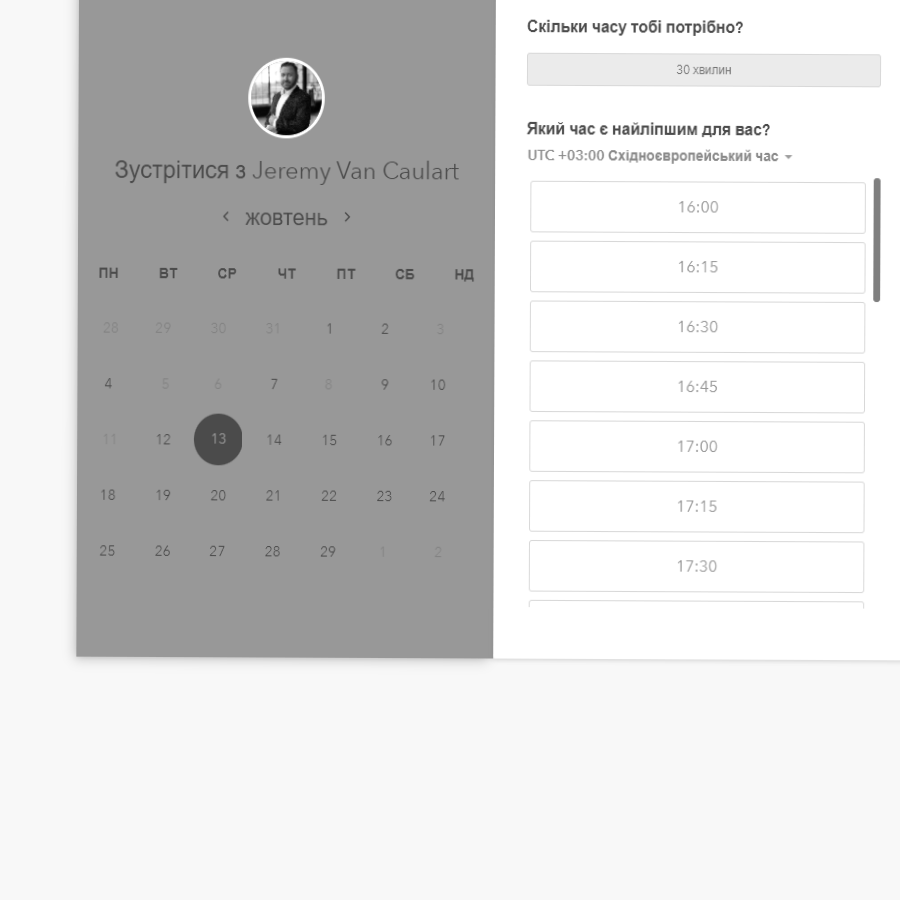 Зустрітися з Jeremy Van Caulart
жовтень
ПН ВТ СР ЧТ ПТ СБ НД
28 29 30 31 1 2 3
4 5 6 7 8 9 10
11 12 13 14 15 16 17
18 19 20 21 22 23 24
25 26 27 28 29 1 2
Скільки часу тобі потрібно?
30 хвилин
Який час є найліпшим для вас?
UTC +03:00 Східноєвропейський час
16:00
16:15
16:30
16:45
17:00
17:15
17:30